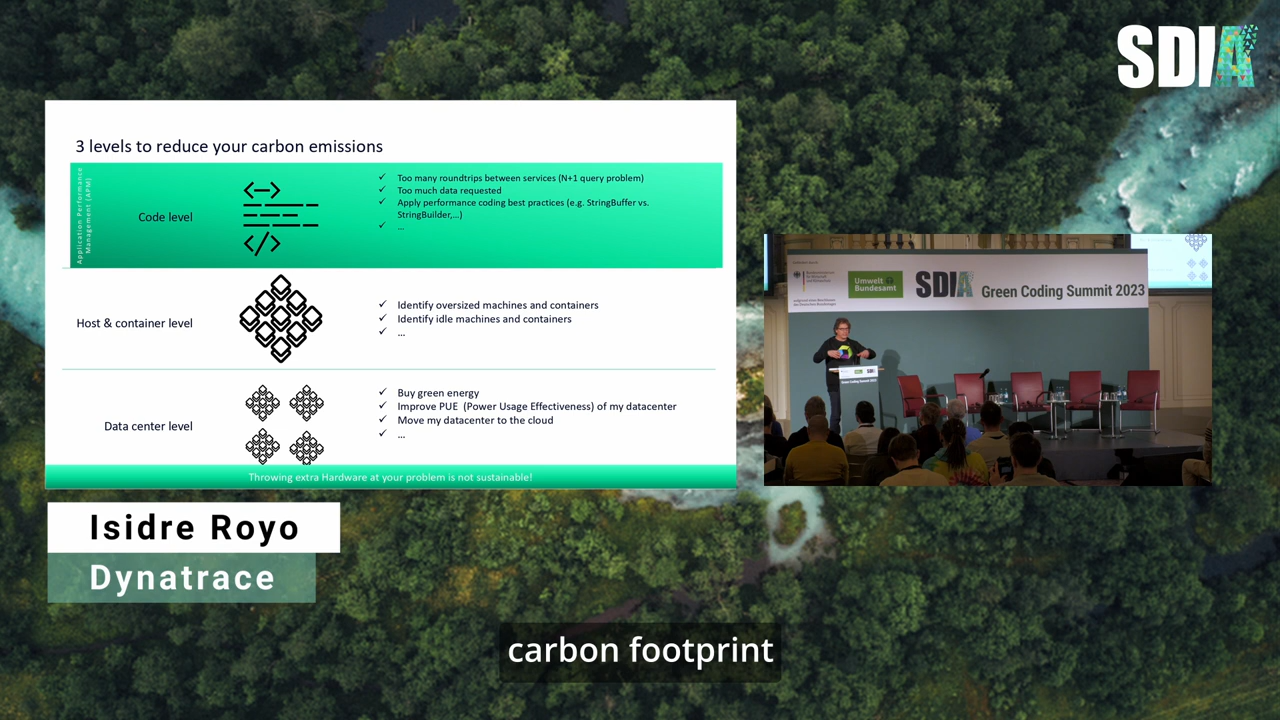 SDIA
3 levels to reduce your carbon emissions
Application Performance
Management (APM)
Code level
Too many roundtrips between services (N+1 query problem)
Too much data requested
Apply performance coding best practices (e.g. StringBuffer vs.
StringBuilder,...)
...
Host & container level
Identify oversized machines and containers
Identify idle machines and containers
...
Data center level
Buy green energy
Improve PUE (Power Usage Effectiveness) of my datacenter
Move my datacenter to the cloud
...
Throwing extra Hardware at your problem is not sustainable!
Umwelt
Bundesamt
SDIA
Green Coding Summit 2023
Green Coding Summit 2023
Isidre Royo
Dynatrace
carbon footprint